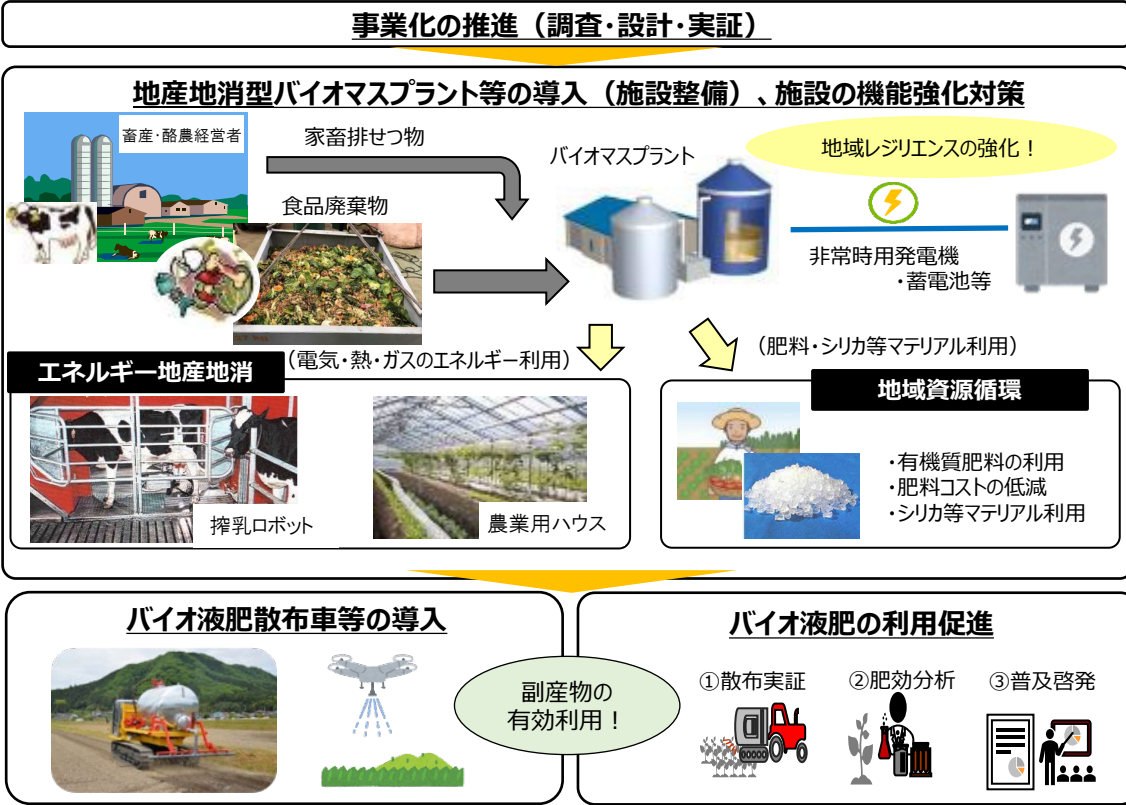 事業化の推進（調査・設計・実証）
地産地消型バイオマスプラント等の導入（施設整備）、施設の機能強化対策
畜産・酪農経営者
家畜排せつ物
食品廃棄物
バイオマスプラント
地域レジリエンスの強化！
非常時用発電機
・蓄電池等
（電気・熱・ガスのエネルギー利用）
エネルギー地産地消
搾乳ロボット
農業用ハウス
（肥料・シリカ等マテリアル利用）
地域資源循環
・有機質肥料の利用
・肥料コストの低減
・シリカ等マテリアル利用
バイオ液肥散布車等の導入
副産物の
有効利用！
バイオ液肥の利用促進
①散布実証
②肥効分析
③普及啓発